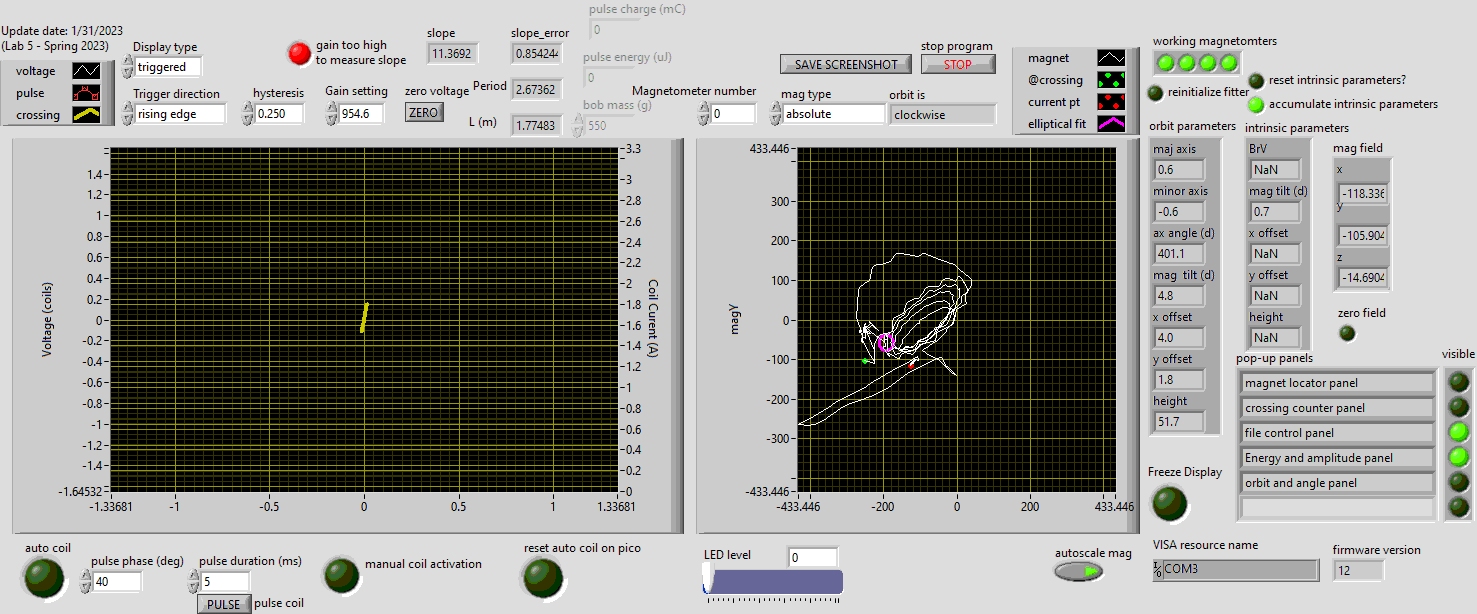 Update date: 1/31/2023
(Lab 5 - Spring 2023)
voltage
pulse
crossing
Display type
triggered
Trigger direction
rising edge
gain too high
to measure slope
hysteresis
0.250
Gain setting
954.6
zero voltage
ZERO
slope
11.3692
slope_error
0.85424
Period
2.67362
L (m)
1.77483
pulse charge (mC)
0
pulse energy (uJ)
0
bob mass (g)
550
Magnetometer number
0
SAVE SCREENSHOT
stop program
STOP
mag type
absolute
orbit is
clockwise
magnet
@crossing
current pt
elliptical fit
working magnetomters
reset intrinsic parameters?
reinitialize fitter
accumulate intrinsic parameters
orbit parameters
maj axis
0.6
minor axis
-0.6
ax angle (d)
401.1
mag tilt (d)
4.8
x offset
4.0
y offset
1.8
height
51.7
intrinsic parameters
BrV
NaN
mag tilt (d)
0.7
x offset
NaN
y offset
NaN
height
NaN
mag field
x
-118.336
y
-105.904
z
-14.6904
zero field
pop-up panels
visible
magnet locator panel
crossing counter panel
file control panel
Energy and amplitude panel
orbit and angle panel
Freeze Display
Voltage (coils)
1.4
1
0.8
0.6
0.4
0.2
0
-0.2
-0.4
-0.6
-0.8
-1
-1.2
-1.4
-1.64532
-1.33681
-1
-0.5
0
0.5
1
1.33681
3.3
3
2.8
2.6
2.4
2.2
2
1.8
1.6
1.4
1.2
1
0.8
0.6
0.4
0.2
0
Coil Curent (A)
magy
433.446
300
200
100
0
-100
-200
-300
-433.446
-433.446
-200
0
200
433.446
auto coil
pulse phase (deg)
40
pulse duration (ms)
5
PULSE
pulse coil
manual coil activation
reset auto coil on pico
LED level
0
autoscale mag
VISA resource name
COM3
firmware version
12